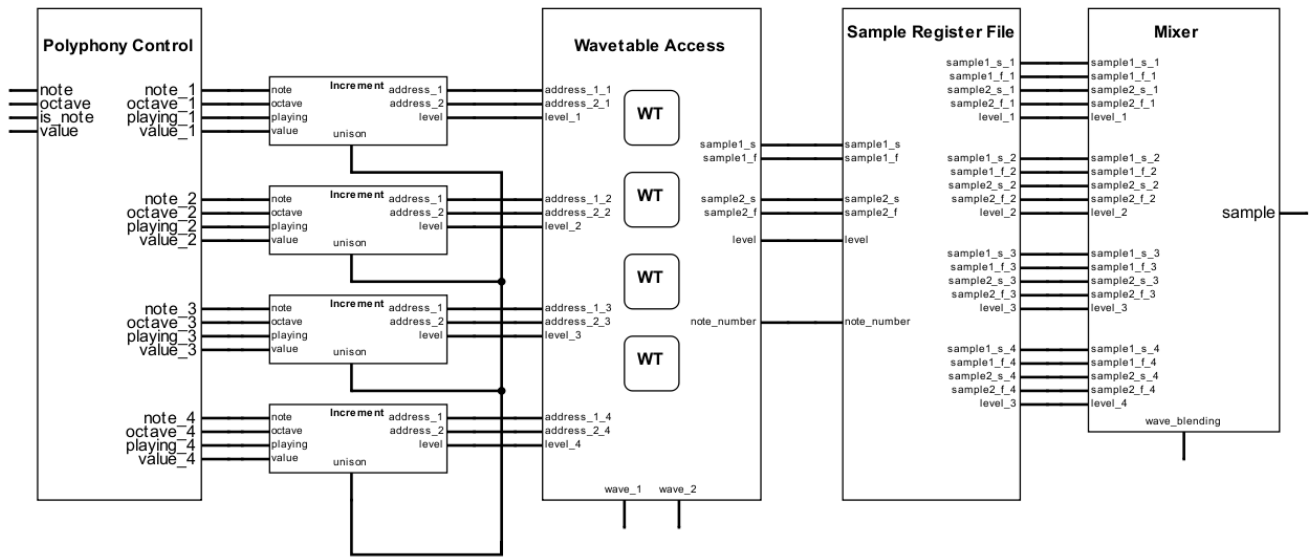 Polyphony Control
note
octave
is_note
value
note_1
octave_1
playing_1
value_1
note_2
octave_2
playing_2
value_2
note_3
octave_3
playing_3
value_3
note_4
octave_4
playing_4
value_4
Increment
note
octave
playing
value
address_1
address_2
level
unison
Increment
note
octave
playing
value
address_1
address_2
level
unison
Increment
note
octave
playing
value
address_1
address_2
level
unison
Increment
note
octave
playing
value
address_1
address_2
level
unison
Wavetable Access
address_1_1
address_2_1
level_1
address_1_2
address_2_2
level_2
address_1_3
address_2_3
level_3
address_1_4
address_2_4
level_4
WT
WT
WT
WT
sample1_s
sample1_f
sample2_s
sample2_f
level
note_number
wave_1
wave_2
Sample Register File
sample1_s
sample1_f
sample2_s
sample2_f
level
note_number
sample1_s_1
sample1_f_1
sample2_s_1
sample2_f_1
level_1
sample1_s_2
sample1_f_2
sample2_s_2
sample2_f_2
level_2
sample1_s_3
sample1_f_3
sample2_s_3
sample2_f_3
level_3
sample1_s_4
sample1_f_4
sample2_s_4
sample2_f_4
level_3
Mixer
sample1_s_1
sample1_f_1
sample2_s_1
sample2_f_1
level_1
sample1_s_2
sample1_f_2
sample2_s_2
sample2_f_2
level_2
sample1_s_3
sample1_f_3
sample2_s_3
sample2_f_3
level_3
sample1_s_4
sample1_f_4
sample2_s_4
sample2_f_4
level_4
sample
wave_blending